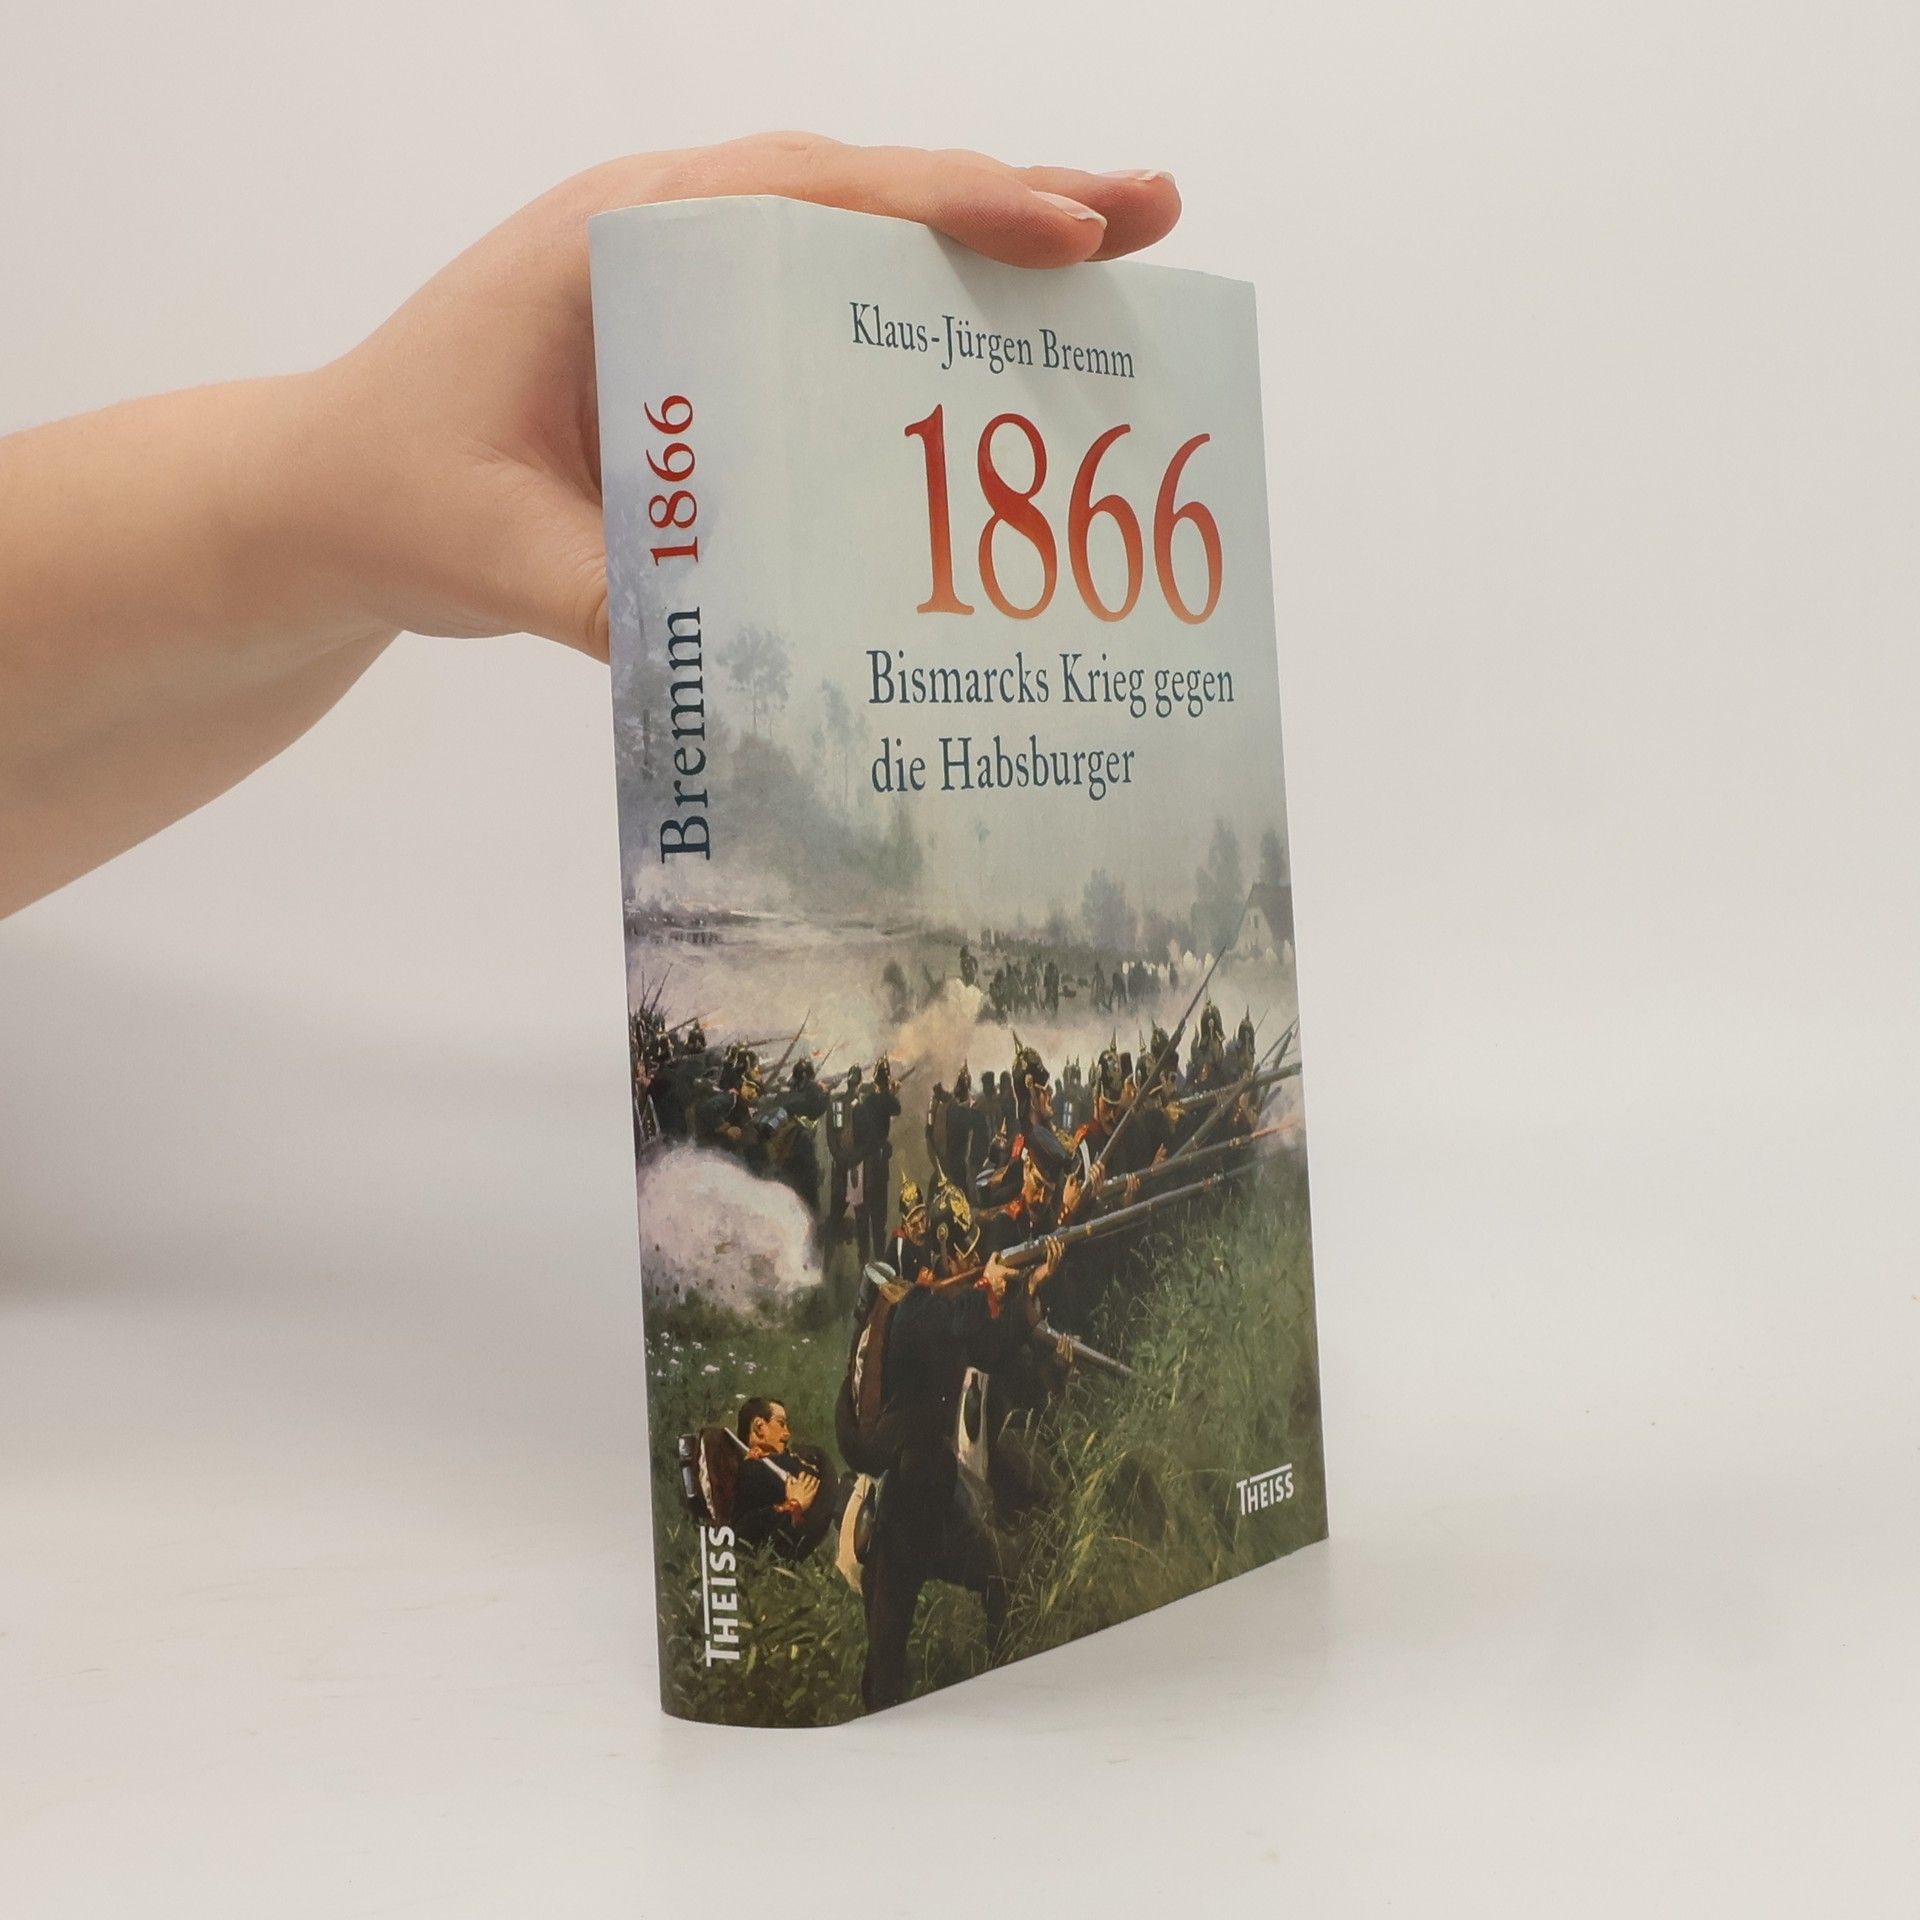 Klaus-Jürgen Bremm
1866
Bismarcks Krieg gegen
die Habsburger
THEISS
Bremm 1866
THEISS